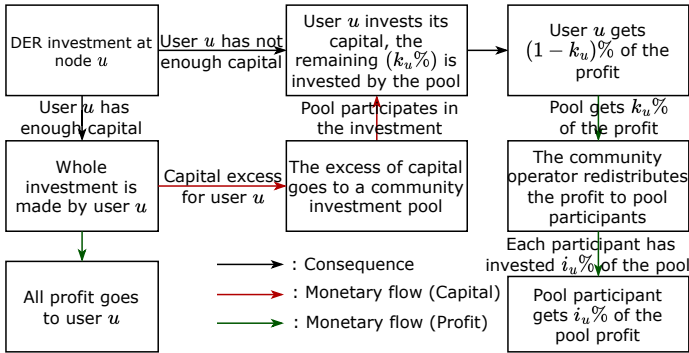 DER investment at
node u
User u has not
enough capital
User u invests its
capital, the
remaining (k_u%) is
invested by the pool
User u gets
(1 - k_u)% of the
profit
User u has
enough capital
Pool participates in
the investment
Pool gets k_u%
of the profit
Whole
investment is
made by user u
Capital excess
for user u
The excess of capital
goes to a community
investment pool
The community
operator redistributes
the profit to pool
participants
Each participant has
invested i_u% of the pool
All profit goes
to user u
: Consequence
: Monetary flow (Capital)
: Monetary flow (Profit)
Pool participant
gets i_u% of the
pool profit